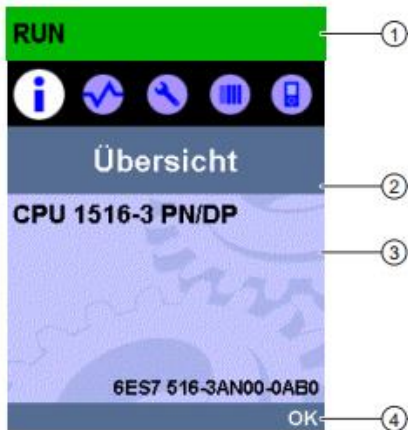 RUN
①
i
Übersicht
②
CPU 1516-3 PN/DP
③
6ES7 516-3AN00-0AB0
OK
④